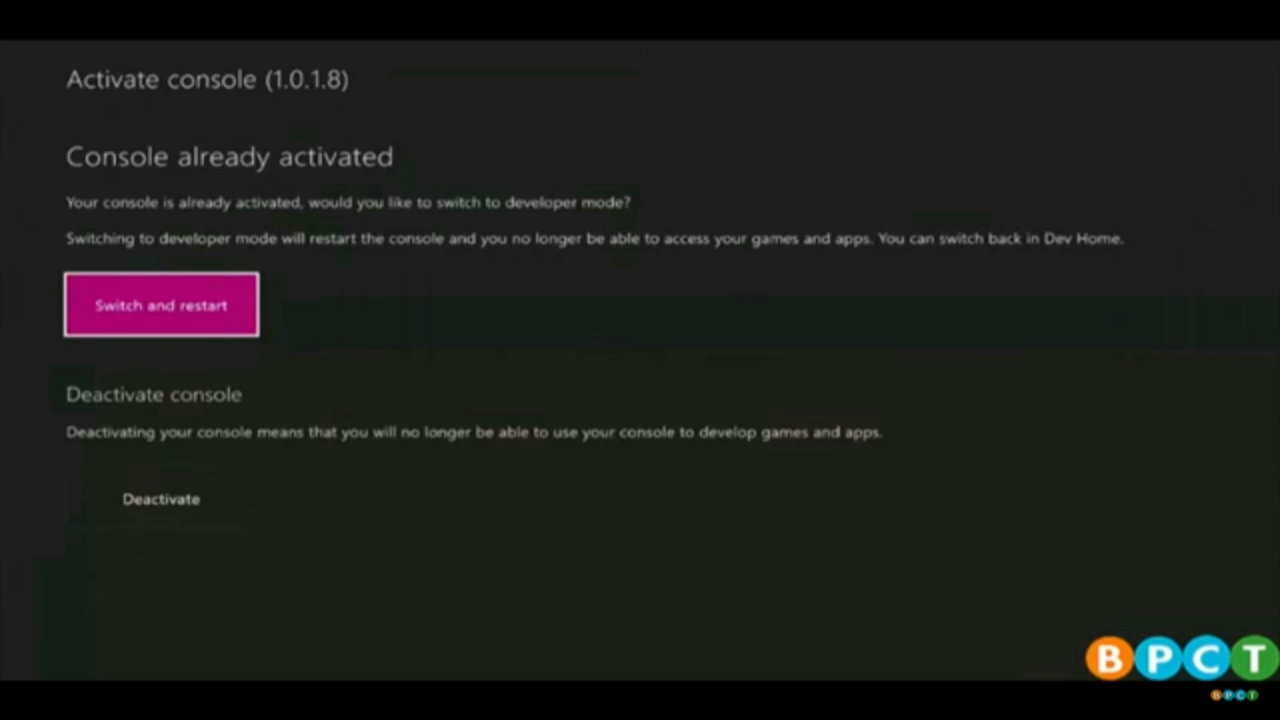 Activate console (1.0.1.8)
Console already activated
Your console is already activated, would you like to switch to developer mode?
Switching to developer mode will restart the console and you no longer be able to access your games and apps. You can switch back in Dev Home.
Switch and restart
Deactivate console
Deactivating your console means that you will no longer be able to use your console to develop games and apps.
Deactivate
BPCT
BPCT